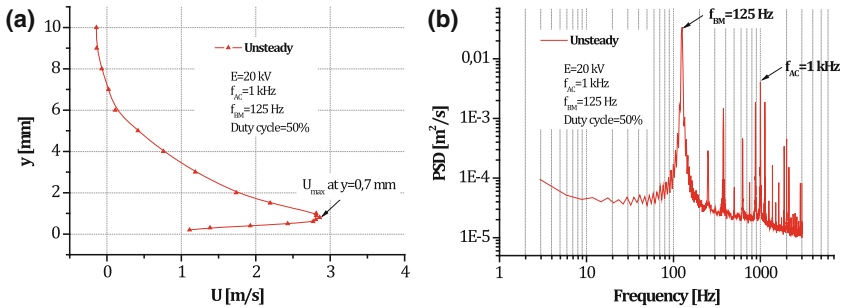 (a)
10
8
6
4
2
0
y [mm]
Unsteady
E=20 kV
f_AC=1 kHz
f_BM=125 Hz
Duty cycle=50%
U_max at y=0,7 mm
0
1
2
3
4
U [m/s]
(b)
f_BM=125 Hz
0,01
1E-3
1E-4
1E-5
PSD [m²/s]
Unsteady
E=20 kV
f_AC=1 kHz
f_BM=125 Hz
Duty cycle=50%
f_AC=1 kHz
1
10
100
1000
Frequency [Hz]